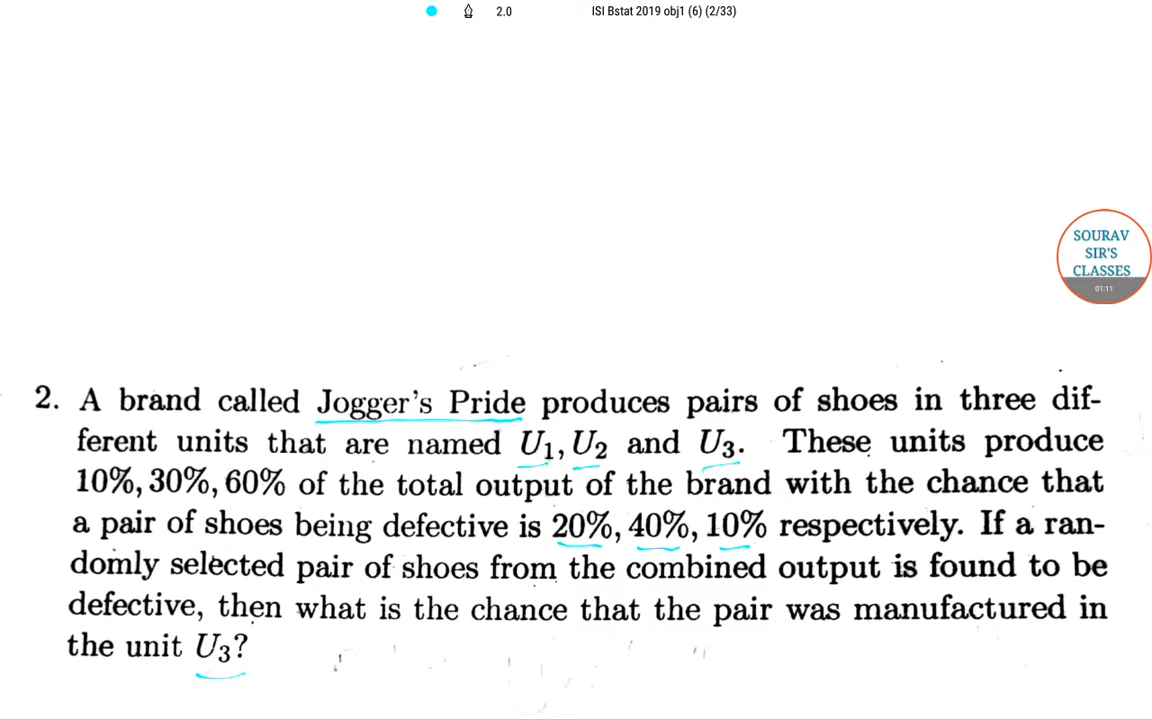 2.0 ISI Bstat 2019 obj1 (6) (2/33)
SOURAV
SIR'S
CLASSES
01:11
2. A brand called Jogger's Pride produces pairs of shoes in three dif-
ferent units that are named U₁, U₂ and U₃. These units produce
10%, 30%, 60% of the total output of the brand with the chance that
a pair of shoes being defective is 20%, 40%, 10% respectively. If a ran-
domly selected pair of shoes from the combined output is found to be
defective, then what is the chance that the pair was manufactured in
the unit U₃?